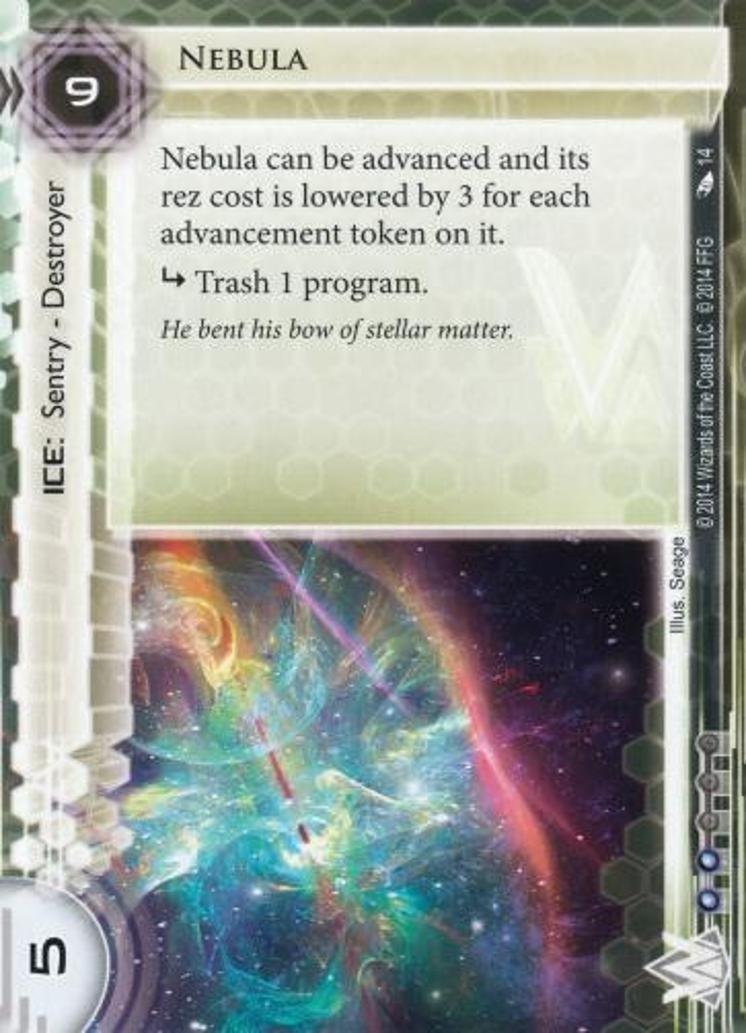 9
NEBULA
Nebula can be advanced and its
rez cost is lowered by 3 for each
advancement token on it.
↳ Trash 1 program.
He bent his bow of stellar matter.
ICE: Sentry - Destroyer
5
Illus. Seage
© 2014 Wizards of the Coast LLC. © 2014 FFG
14